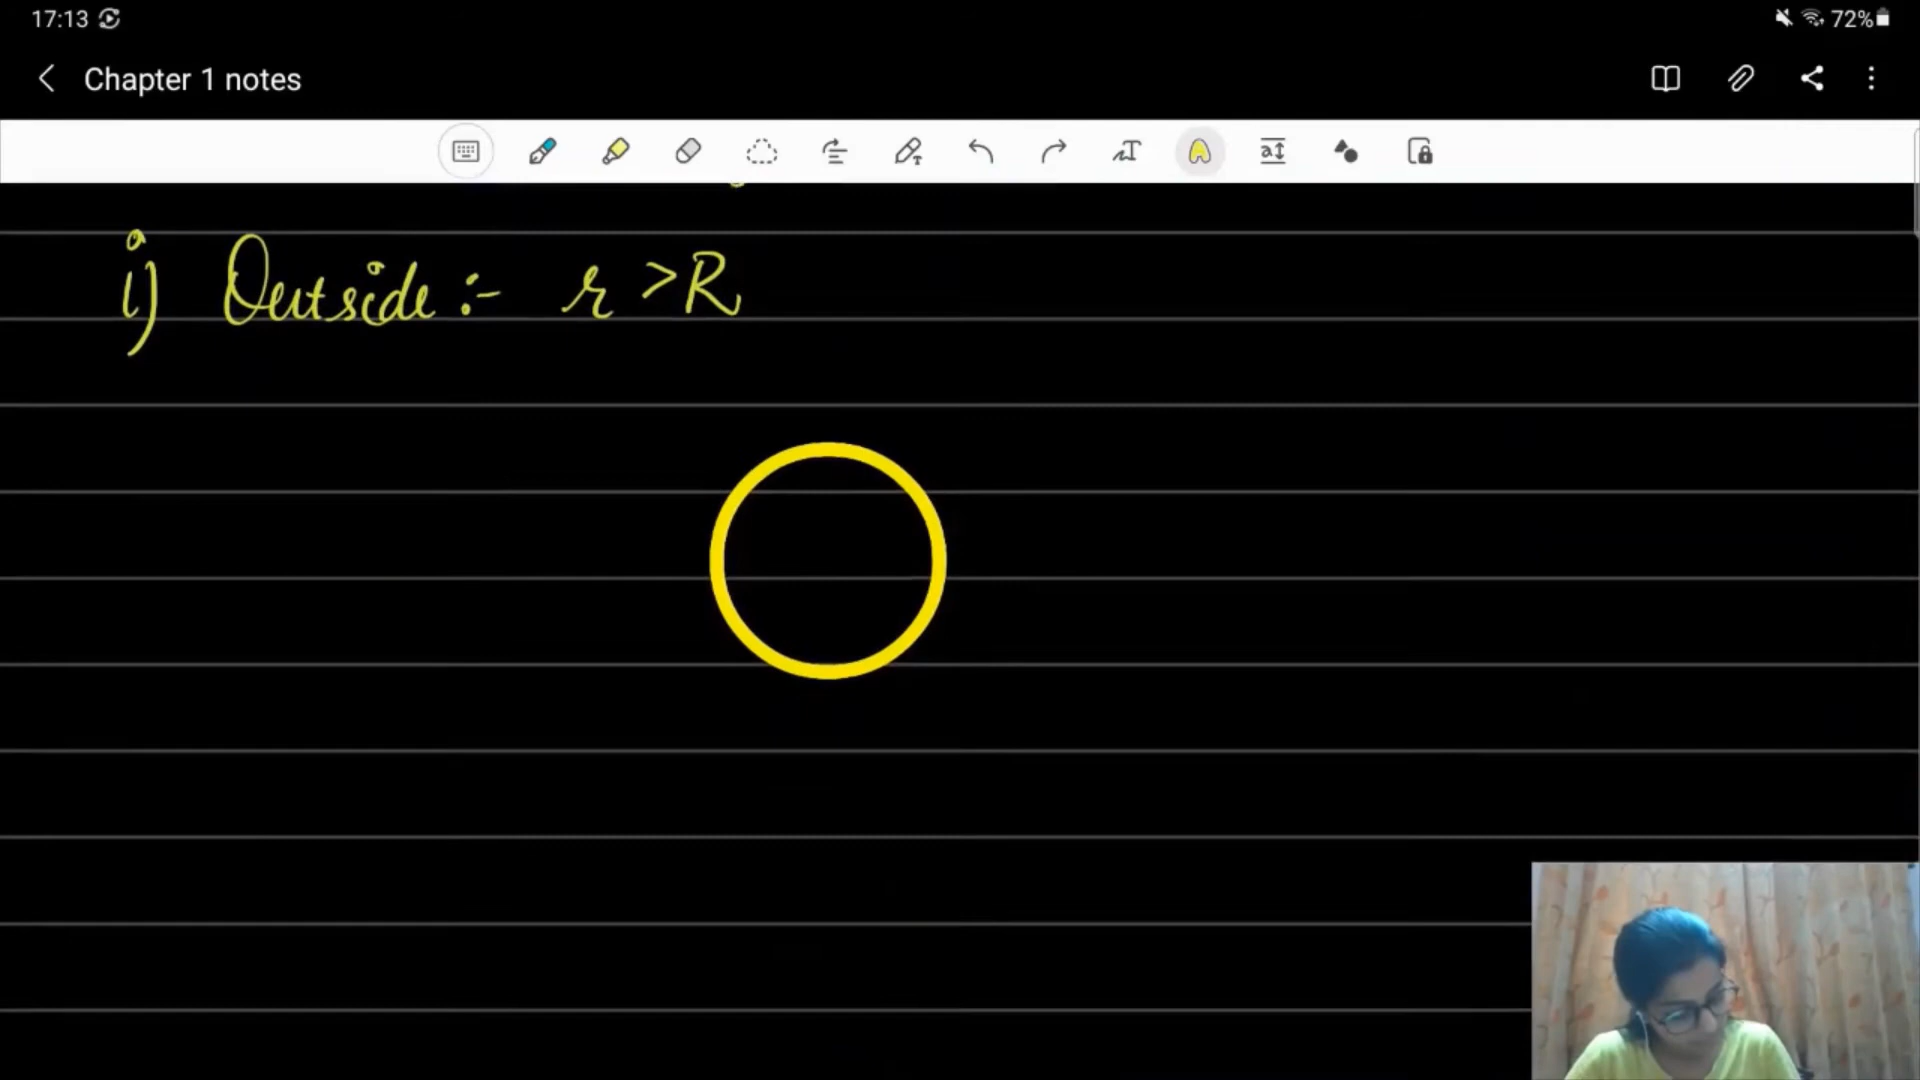 17:13 72%
Chapter 1 notes
i) Outside :- r > R